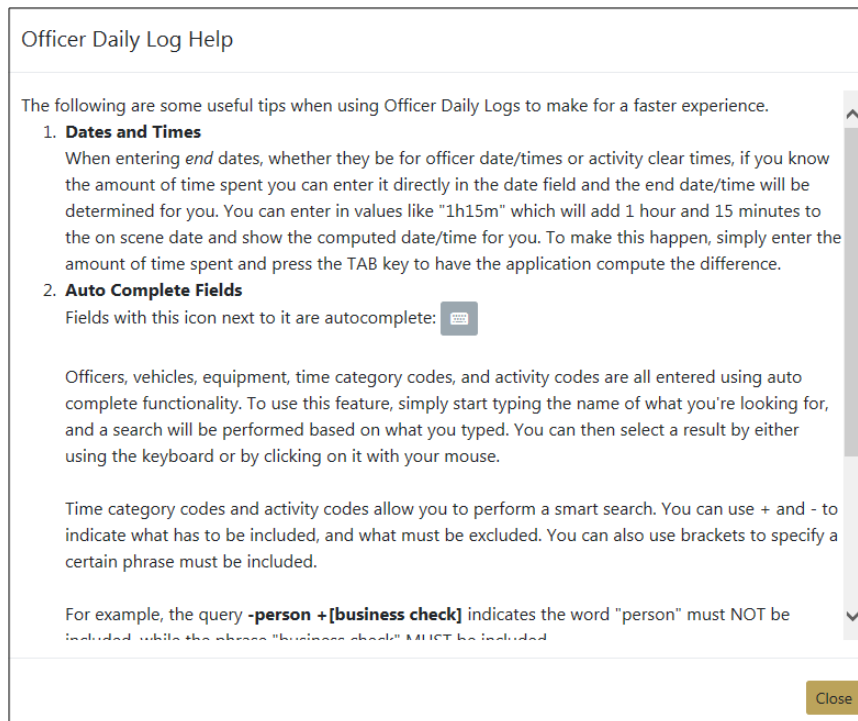 Officer Daily Log Help
The following are some useful tips when using Officer Daily Logs to make for a faster experience.
1. Dates and Times
When entering end dates, whether they be for officer date/times or activity clear times, if you know
the amount of time spent you can enter it directly in the date field and the end date/time will be
determined for you. You can enter in values like "1h15m" which will add 1 hour and 15 minutes to
the on scene date and show the computed date/time for you. To make this happen, simply enter the
amount of time spent and press the TAB key to have the application compute the difference.
2. Auto Complete Fields
Fields with this icon next to it are autocomplete:
Officers, vehicles, equipment, time category codes, and activity codes are all entered using auto
complete functionality. To use this feature, simply start typing the name of what you're looking for,
and a search will be performed based on what you typed. You can then select a result by either
using the keyboard or by clicking on it with your mouse.
Time category codes and activity codes allow you to perform a smart search. You can use + and - to
indicate what has to be included, and what must be excluded. You can also use brackets to specify a
certain phrase must be included.
For example, the query -person +[business check] indicates the word "person" must NOT be
included, while the phrase "business check" MUST be included.
Close